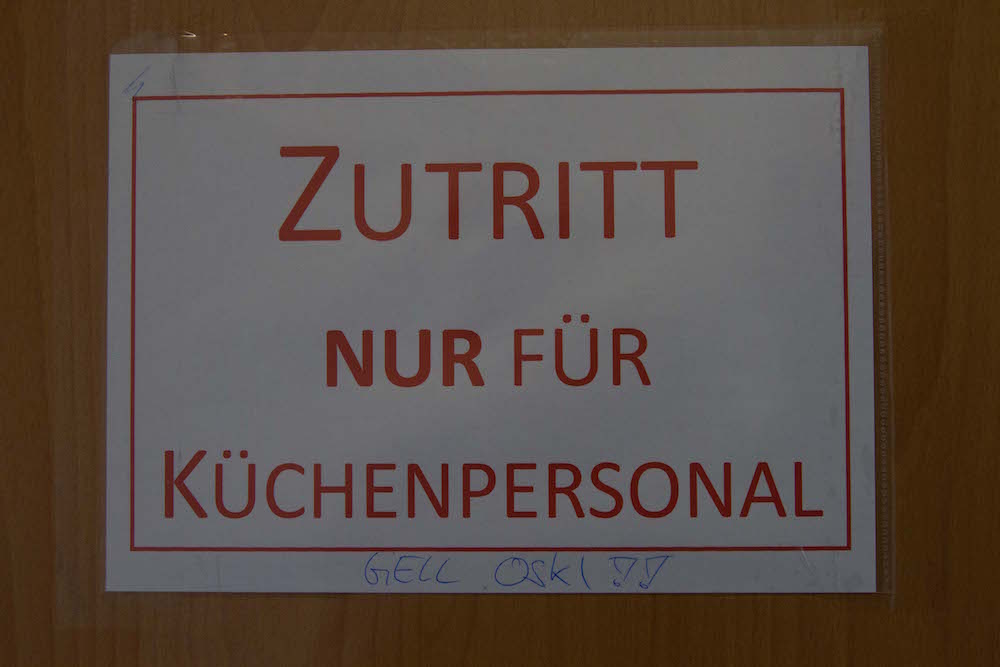 ZUTRITT
NUR FÜR
KÜCHENPERSONAL
GELL OSKI !!